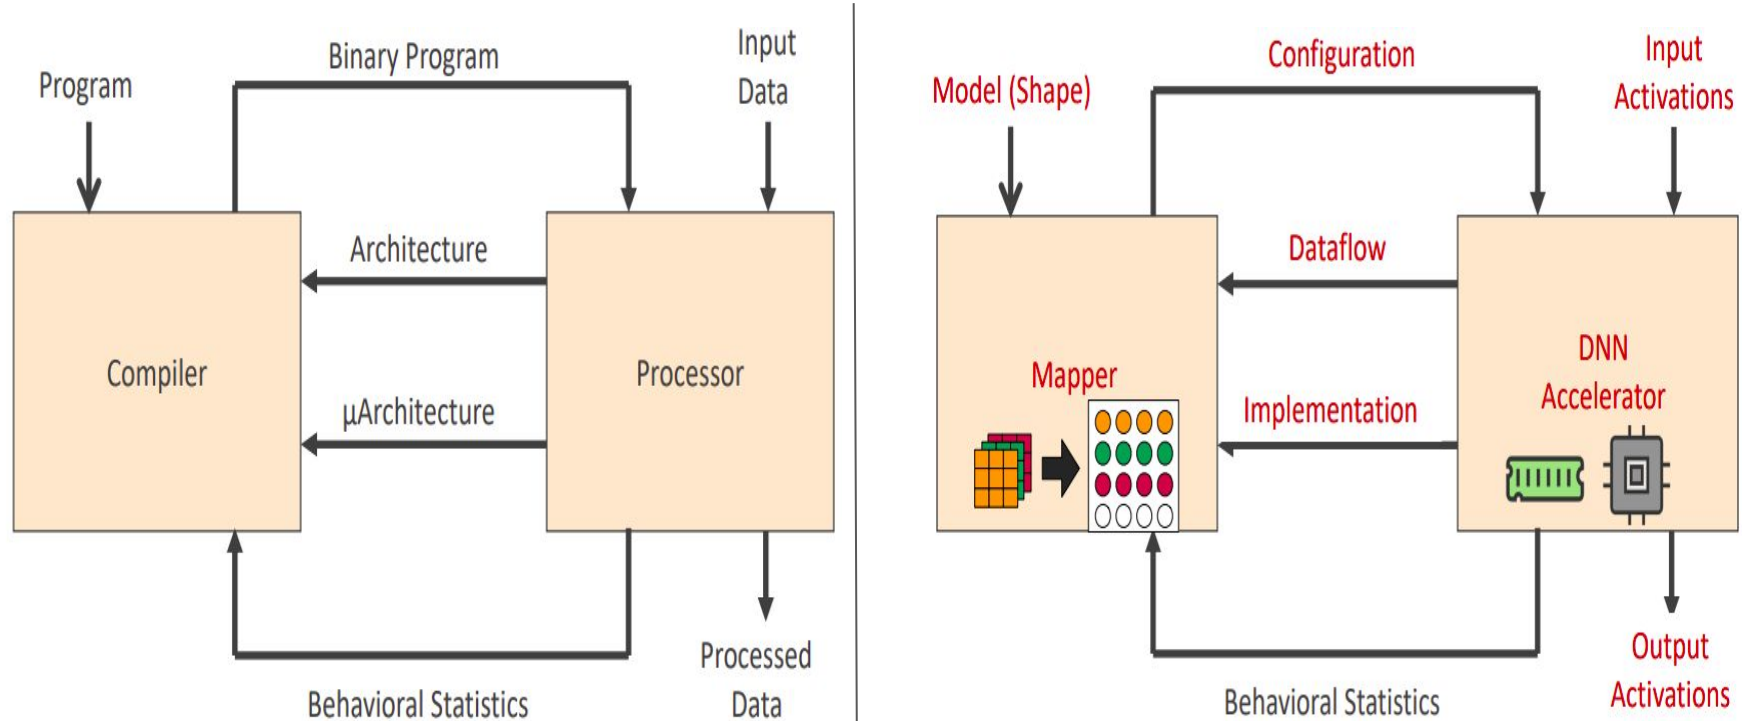 Program
Binary Program
Input
Data
Architecture
Compiler
Processor
μArchitecture
Processed
Data
Behavioral Statistics
Model (Shape)
Configuration
Input
Activations
Dataflow
Mapper
DNN
Accelerator
Implementation
Output
Activations
Behavioral Statistics